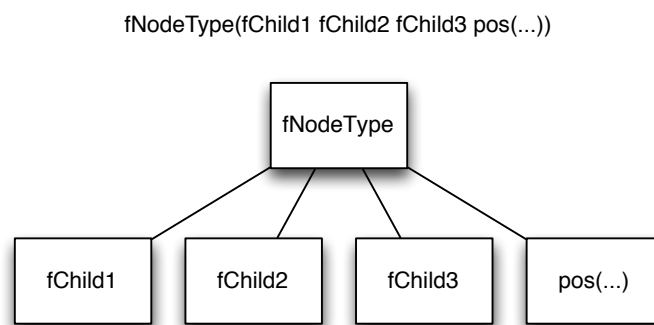 fNodeType(fChild1 fChild2 fChild3 pos(...))
fNodeType
fChild1 fChild2 fChild3 pos(...)